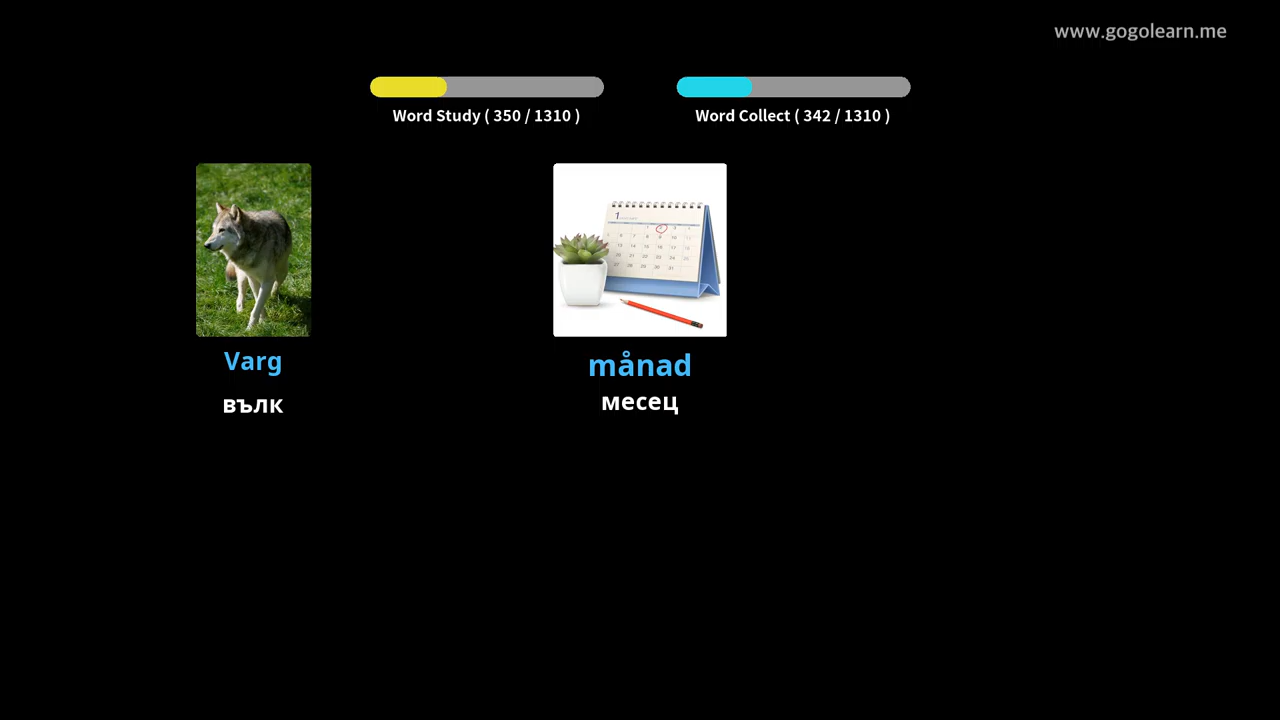 www.gogolearn.me
Word Study ( 350 / 1310 )
Word Collect ( 342 / 1310 )
Varg
вълк
månad
месец